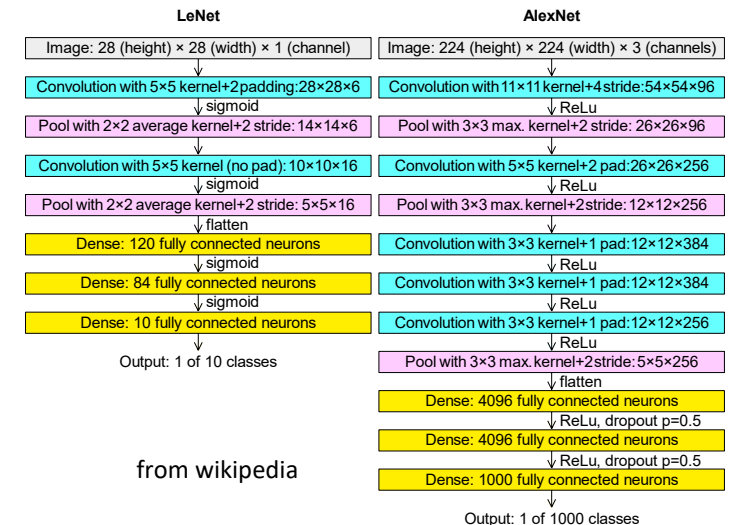 LeNet
Image: 28 (height) × 28 (width) × 1 (channel)
Convolution with 5×5 kernel+2padding:28×28×6
sigmoid
Pool with 2×2 average kernel+2 stride:14×14×6
Convolution with 5×5 kernel (no pad):10×10×16
sigmoid
Pool with 2×2 average kernel+2 stride: 5×5×16
flatten
Dense: 120 fully connected neurons
sigmoid
Dense: 84 fully connected neurons
sigmoid
Dense: 10 fully connected neurons
Output: 1 of 10 classes
from wikipedia
AlexNet
Image: 224 (height) × 224 (width) × 3 (channels)
Convolution with 11×11 kernel+4 stride:54×54×96
ReLu
Pool with 3×3 max. kernel+2 stride: 26×26×96
Convolution with 5×5 kernel+2 pad:26×26×256
ReLu
Pool with 3×3 max.kernel+2stride:12×12×256
Convolution with 3×3 kernel+1 pad:12×12×384
ReLu
Convolution with 3×3 kernel+1 pad:12×12×384
ReLu
Convolution with 3×3 kernel+1 pad:12×12×256
ReLu
Pool with 3×3 max.kernel+2stride:5×5×256
flatten
Dense: 4096 fully connected neurons
ReLu, dropout p=0.5
Dense: 4096 fully connected neurons
ReLu, dropout p=0.5
Dense: 1000 fully connected neurons
Output: 1 of 1000 classes